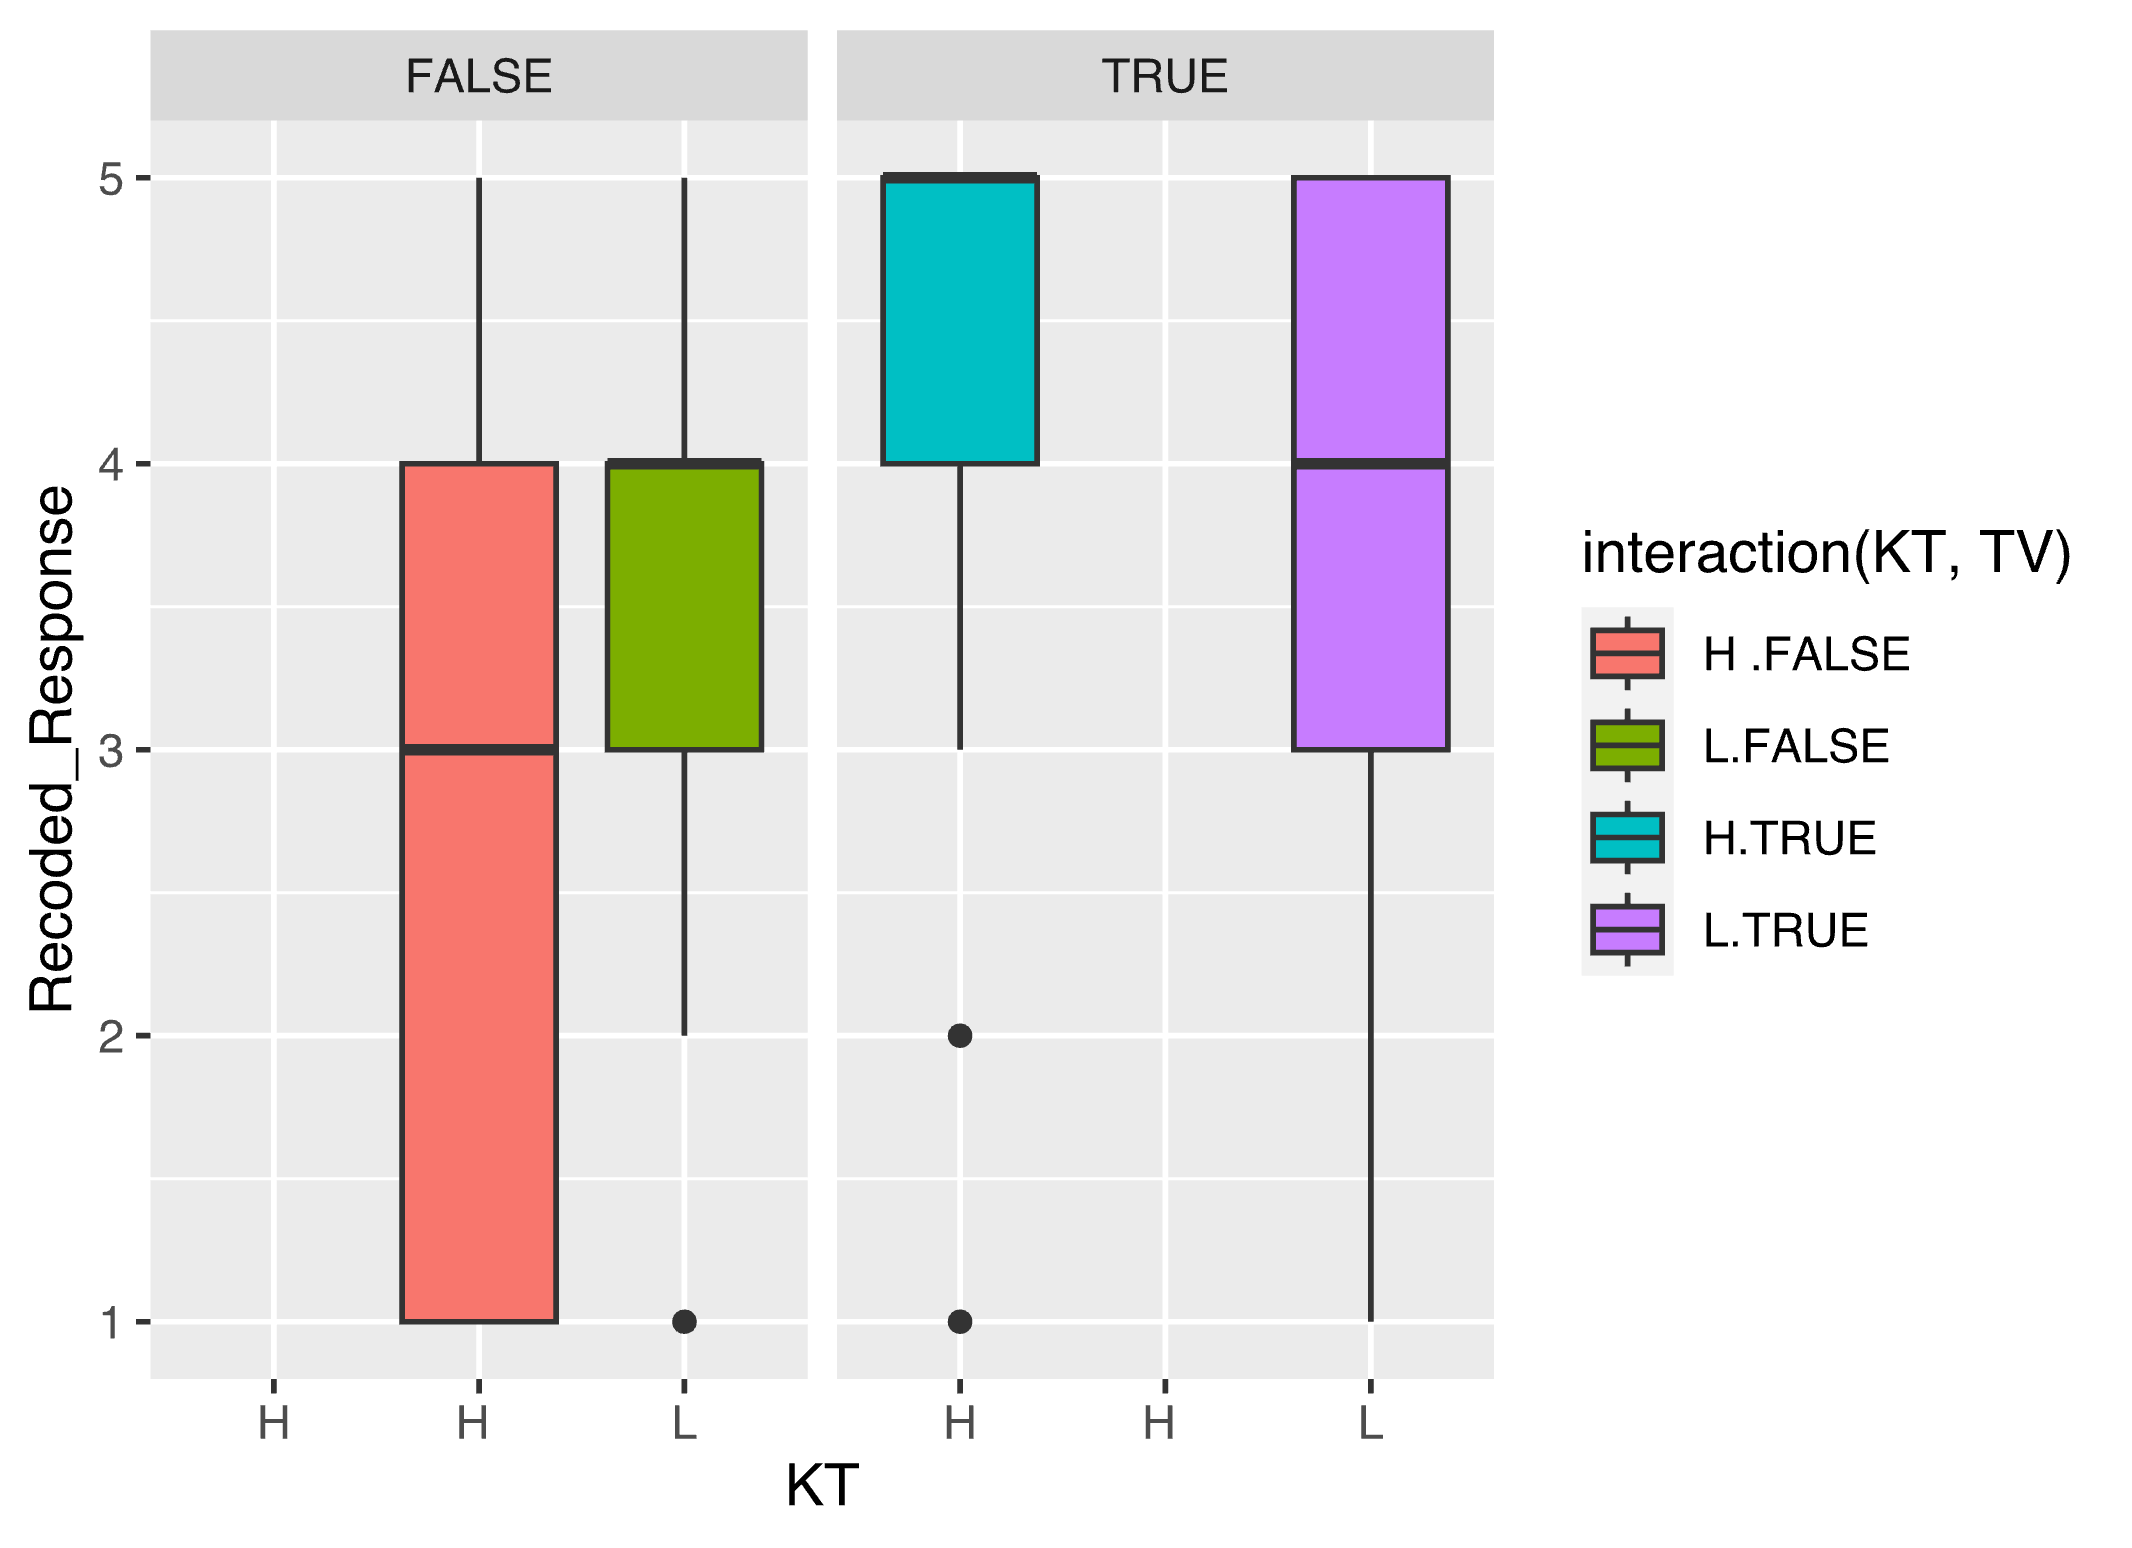 FALSE TRUE
5
4
3
2
1
Recoded_Response
H H L H H L
KT
interaction(KT, TV)
H .FALSE
L.FALSE
H.TRUE
L.TRUE